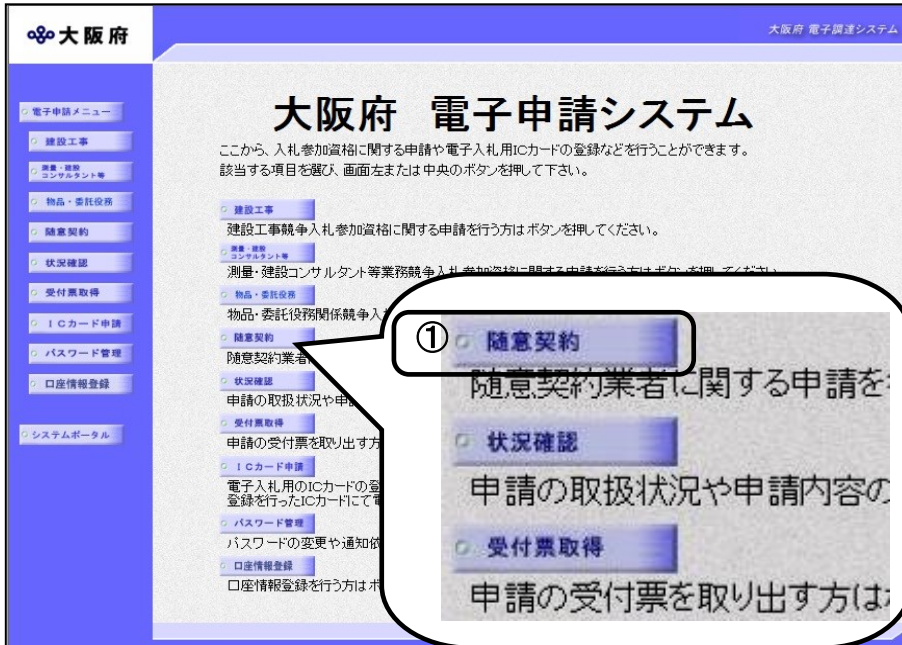 大阪府
大阪府 電子調達システム
電子申請メニュー
建設工事
測量・建設
コンサルタント等
物品・委託役務
随意契約
状況確認
受付票取得
ICカード申請
パスワード管理
口座情報登録
システムポータル
大阪府 電子申請システム
ここから、入札参加資格に関する申請や電子入札用ICカードの登録などを行うことができます。
該当する項目を選び、画面左または中央のボタンを押して下さい。
建設工事
建設工事競争入札参加資格に関する申請を行う方はボタンを押してください。
測量・建設
コンサルタント等
測量・建設コンサルタント等業務競争入札参加資格に関する申請を行う方はボタンを押してください
物品・委託役務
物品・委託役務関係競争入
随意契約
随意契約業者
状況確認
申請の取扱状況や申
受付票取得
申請の受付票を取り出す方
ICカード申請
電子入札用のICカードの登
登録を行ったICカードにて電
パスワード管理
パスワードの変更や通知依
口座情報登録
口座情報登録を行う方はボ
① 随意契約
随意契約業者に関する申請を
状況確認
申請の取扱状況や申請内容の
受付票取得
申請の受付票を取り出す方は